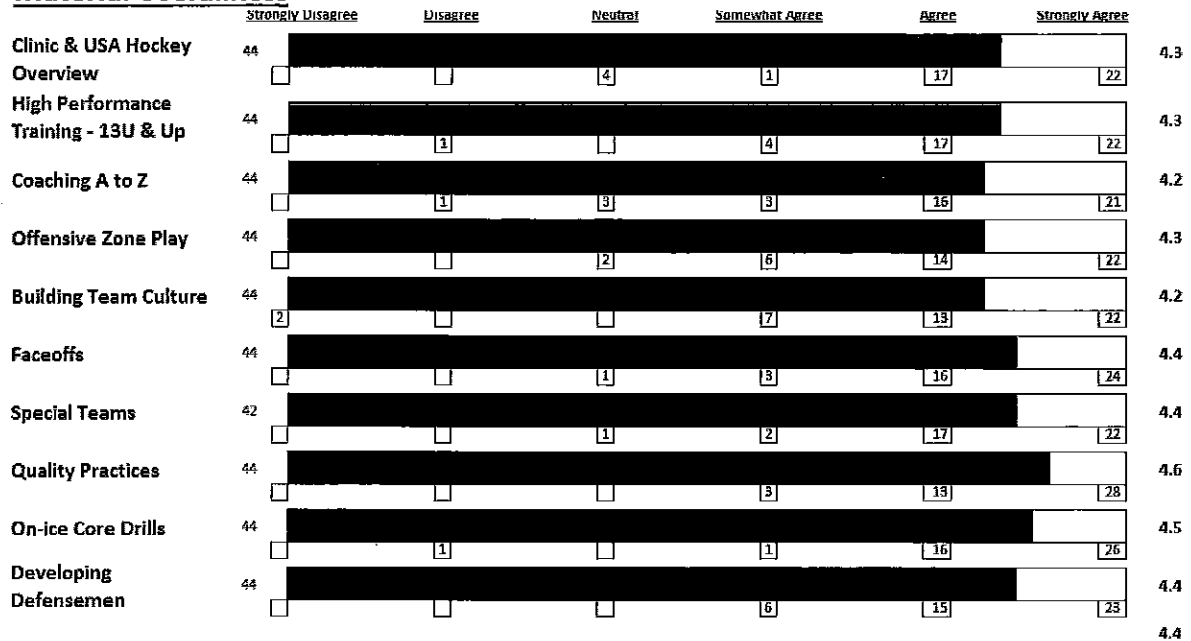 Strongly Disagree Disagree Neutral Somewhat Agree Agree Strongly Agree
Clinic & USA Hockey Overview 44 4.3
4 1 17 22
High Performance Training - 13U & Up 44 4.3
1 4 17 22
Coaching A to Z 44 4.2
1 3 3 16 21
Offensive Zone Play 44 4.3
2 6 14 22
Building Team Culture 44 4.2
2 7 13 22
Faceoffs 44 4.4
1 3 16 24
Special Teams 42 4.4
1 2 17 22
Quality Practices 44 4.6
3 13 28
On-ice Core Drills 44 4.5
1 1 16 26
Developing Defensemen 44 4.4
6 15 23
4.4